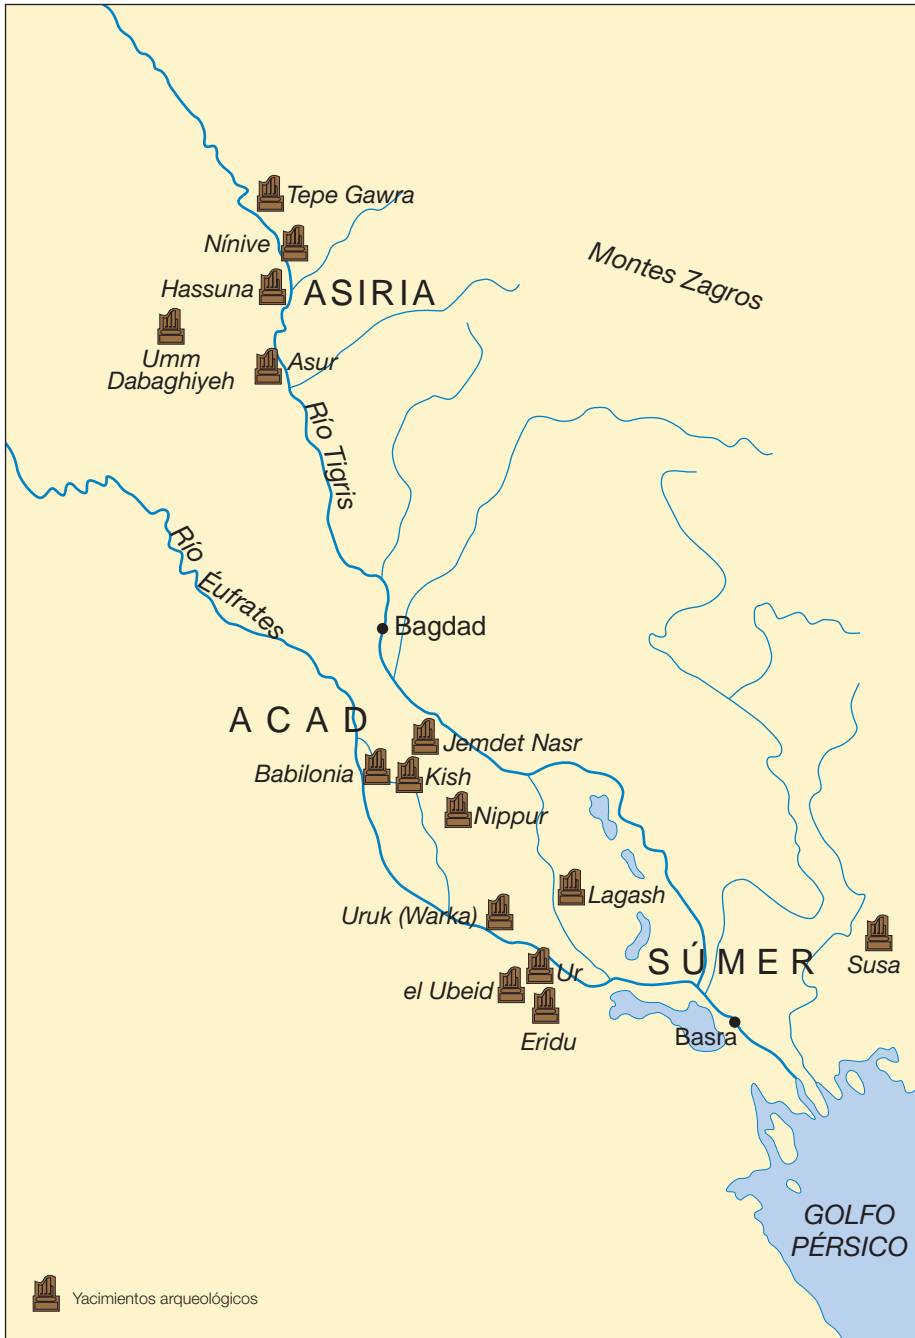 Tepe Gawra
Nínive
Montes Zagros
Hassuna
ASIRIA
Umm
Dabaghiyeh
Asur
Río Tigris
Río
Éufrates
Bagdad
ACAD
Jemdet Nasr
Babilonia
Kish
Nippur
Lagash
Uruk (Warka)
SÚMER
Susa
Ur
el Ubeid
Eridu
Basra
GOLFO
PÉRSICO
Yacimientos arqueológicos